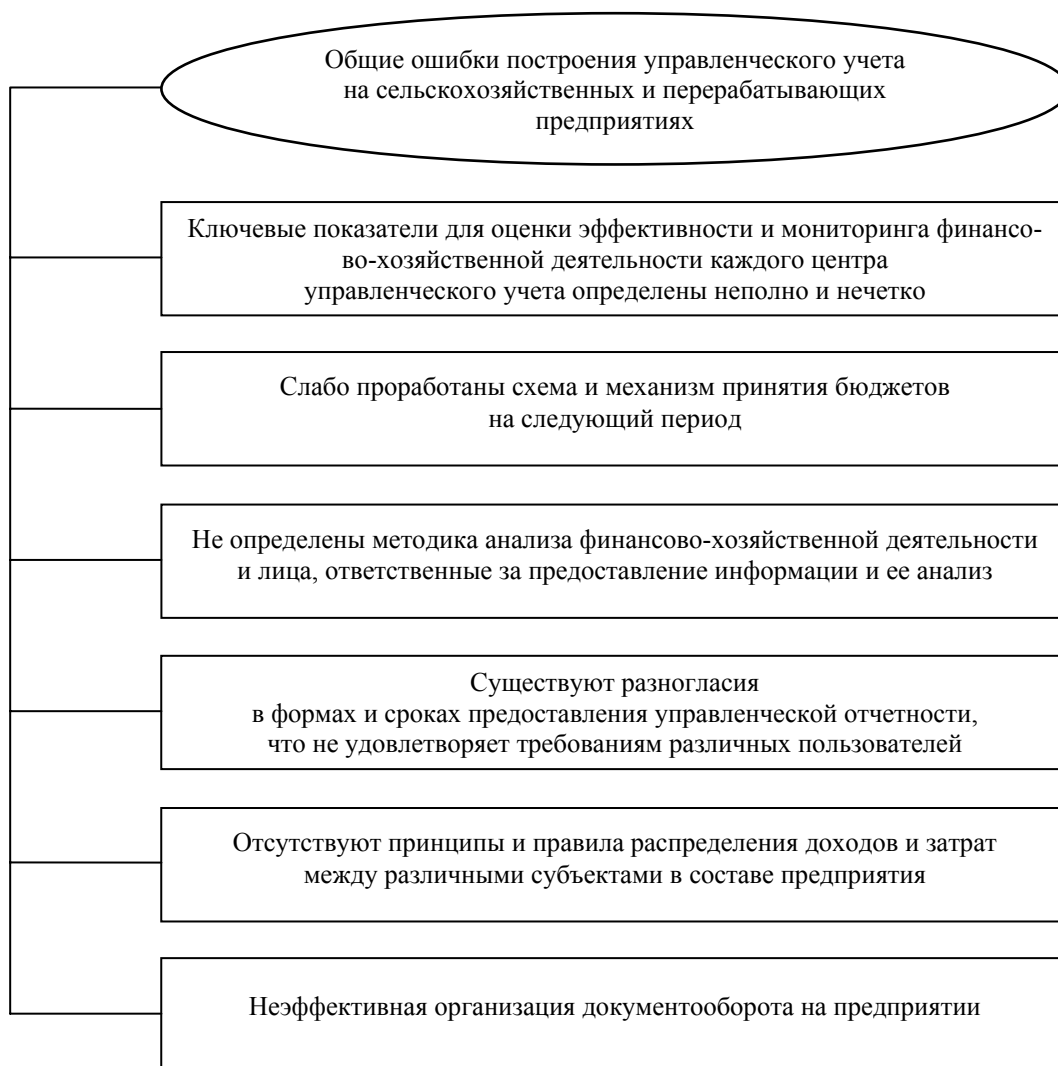 Общие ошибки построения управленческого учета
на сельскохозяйственных и перерабатывающих
предприятиях
Ключевые показатели для оценки эффективности и мониторинга финансо-
во-хозяйственной деятельности каждого центра
управленческого учета определены неполно и нечетко
Слабо проработаны схема и механизм принятия бюджетов
на следующий период
Не определены методика анализа финансово-хозяйственной деятельности
и лица, ответственные за предоставление информации и ее анализ
Существуют разногласия
в формах и сроках предоставления управленческой отчетности,
что не удовлетворяет требованиям различных пользователей
Отсутствуют принципы и правила распределения доходов и затрат
между различными субъектами в составе предприятия
Неэффективная организация документооборота на предприятии